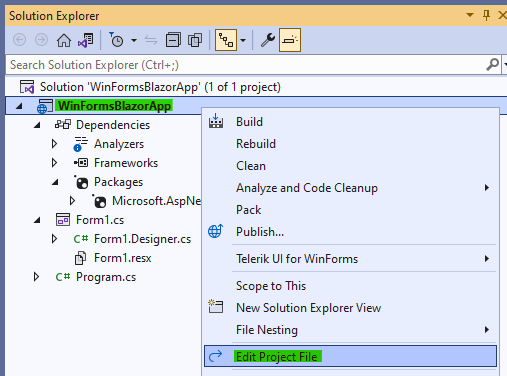 Solution Explorer
Search Solution Explorer (Ctrl+;)
Solution 'WinFormsBlazorApp' (1 of 1 project)
WinFormsBlazorApp
Dependencies
Analyzers
Frameworks
Packages
Microsoft.AspNe
Form1.cs
C# Form1.Designer.cs
Form1.resx
C# Program.cs
Build
Rebuild
Clean
Analyze and Code Cleanup
Pack
Publish...
Telerik UI for WinForms
Scope to This
New Solution Explorer View
File Nesting
Edit Project File